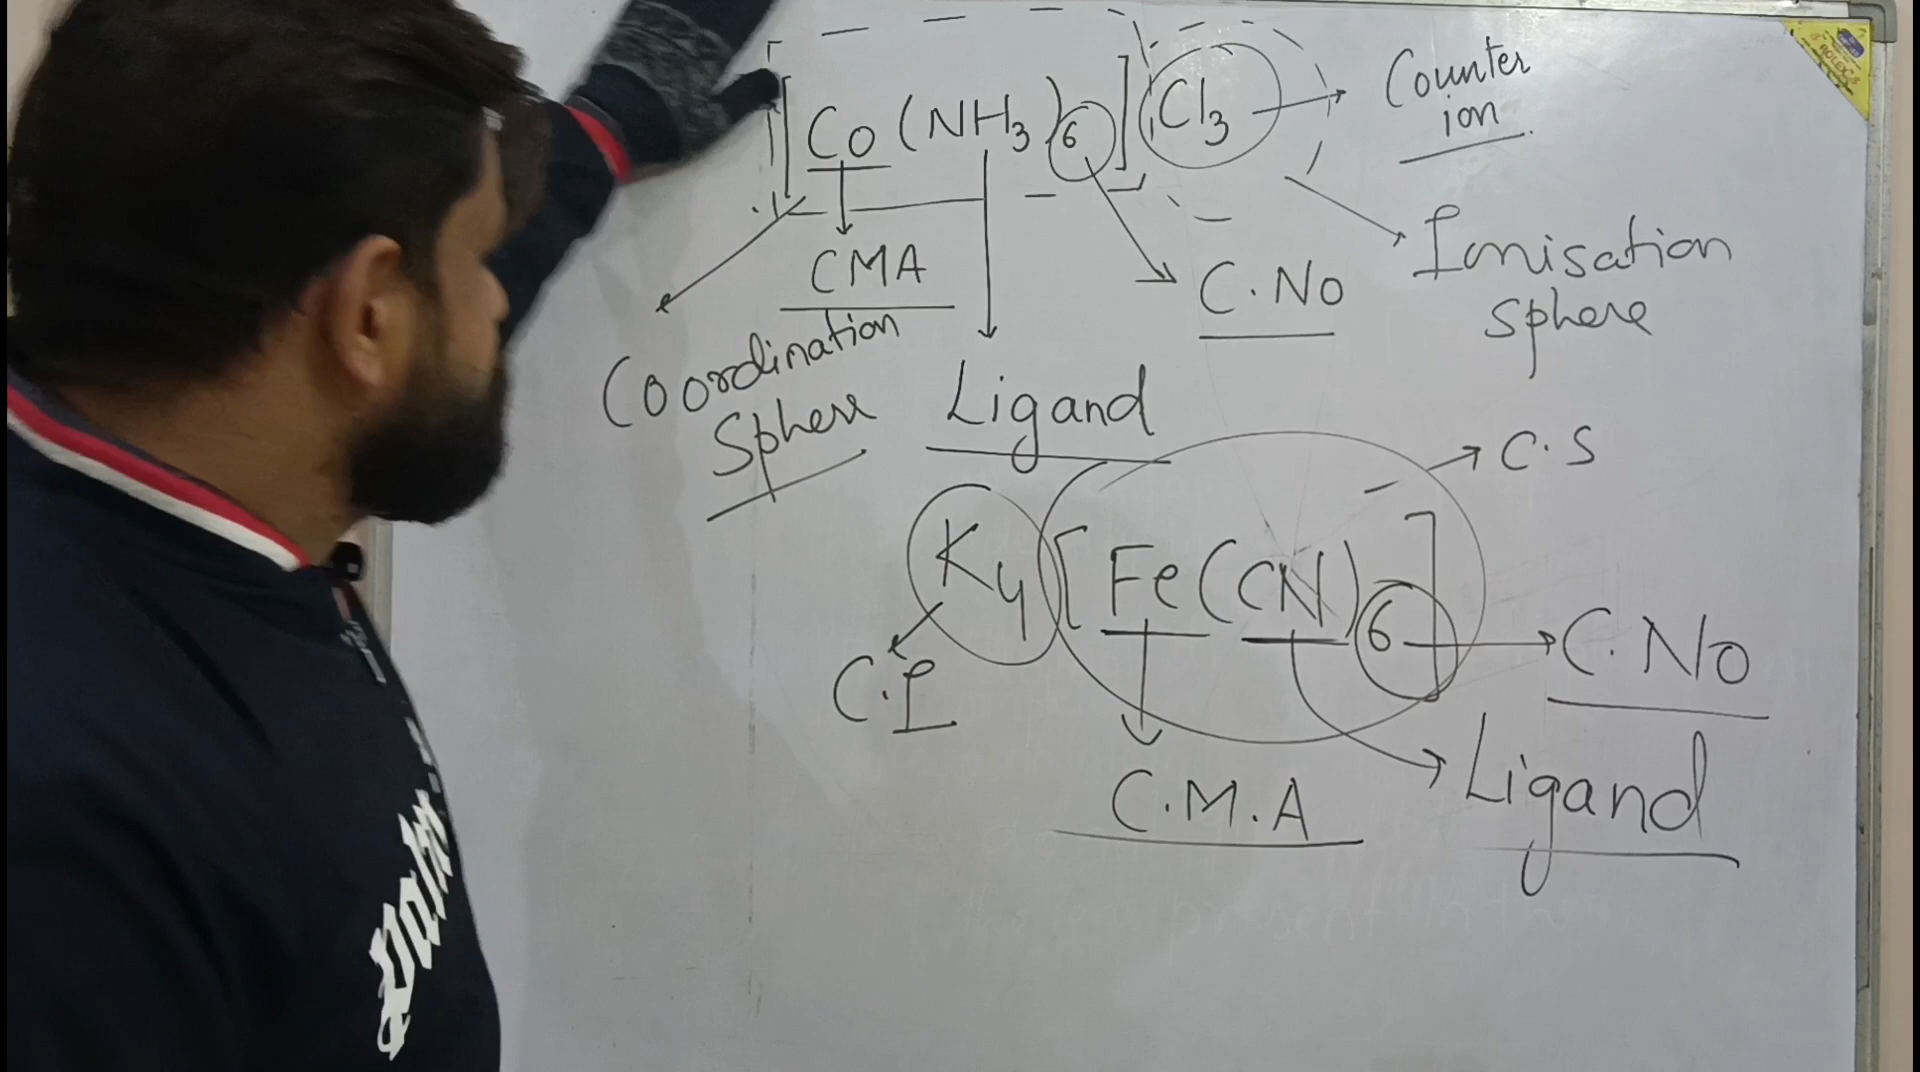 [Co(NH₃)₆]Cl₃
Counter
ion
CMA
C.No
Ionisation
Sphere
Coordination
Sphere
Ligand
C.S
K₄[Fe(CN)₆]
C.I
C.No
C.M.A
Ligand
ROLEX